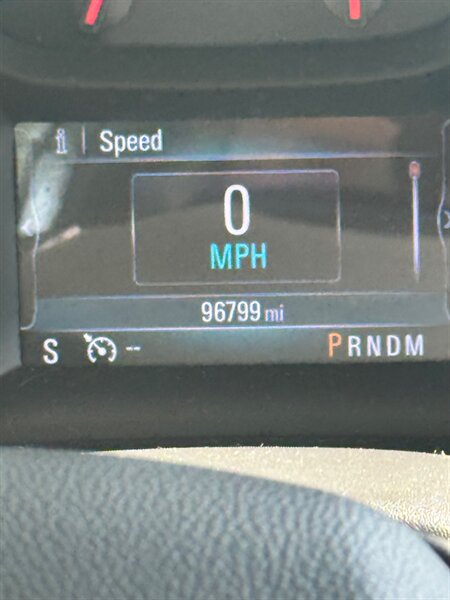 i Speed
0
MPH
96799 mi
S -- PRNDM